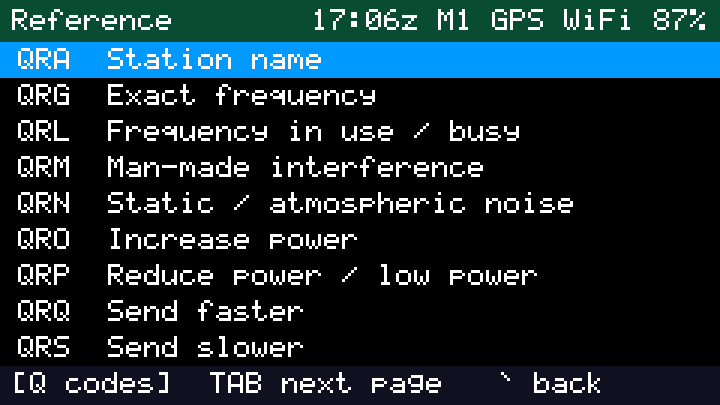 Reference 17:06z M1 GPS WiFi 87%
QRA Station name
QRG Exact frequency
QRL Frequency in use / busy
QRM Man-made interference
QRN Static / atmospheric noise
QRO Increase power
QRP Reduce power / low power
QRQ Send faster
QRS Send slower
[Q codes] TAB next page ` back